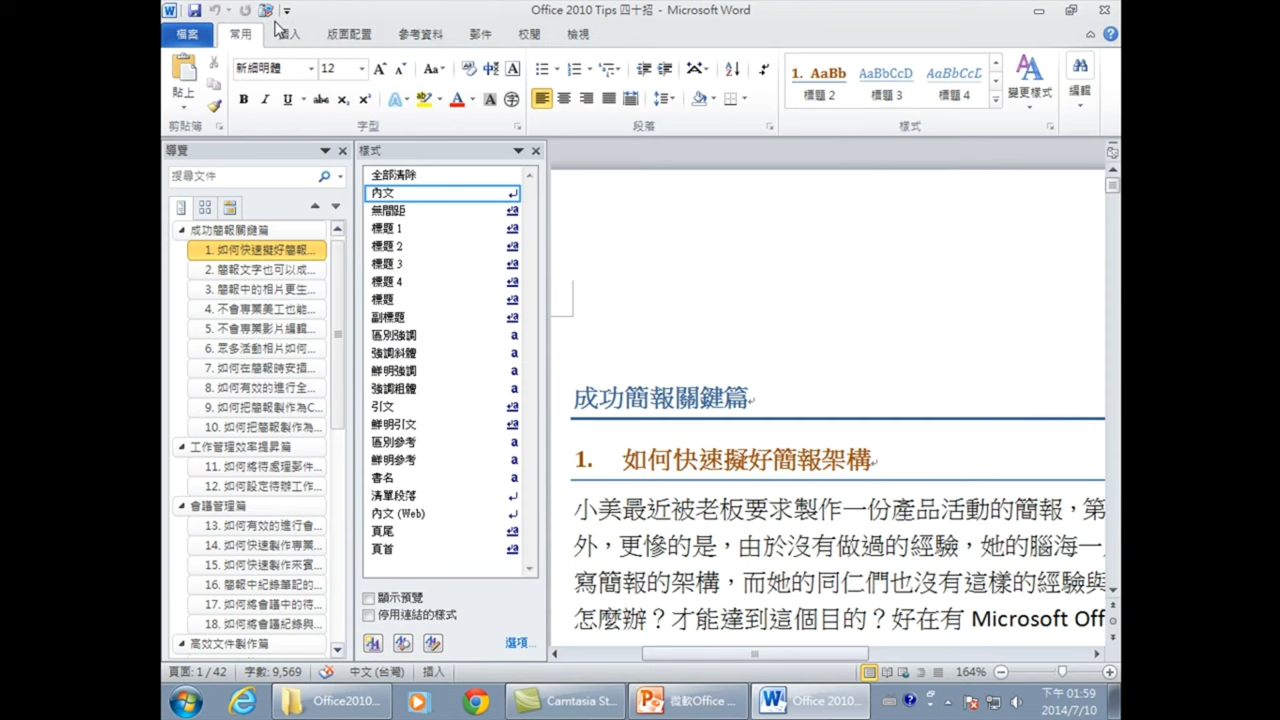 Office 2010 Tips 四十招 - Microsoft Word
檔案 常用 插入 版面配置 參考資料 郵件 校閱 檢視
貼上
新細明體 12
剪貼簿 字型 段落 樣式
1. AaBb AaBbCcD AaBbCcL
標題 2 標題 3 標題 4
變更樣式 編輯
導覽
搜尋文件
成功簡報關鍵篇
1. 如何快速擬好簡報...
2. 簡報文字也可以成...
3. 簡報中的相片更生...
4. 不會專業美工也能...
5. 不會專業影片編輯...
6. 眾多活動相片如何...
7. 如何在簡報時安插...
8. 如何有效的進行全...
9. 如何把簡報製作為C...
10. 如何把簡報製作為...
工作管理效率提昇篇
11. 如何將待處理郵件...
12. 如何設定待辦工作...
會議管理篇
13. 如何有效的進行會...
14. 如何快速製作專業...
15. 如何快速製作來賓...
16. 簡報中紀錄筆記的...
17. 如何將會議中的待...
18. 如何將會議紀錄與...
高效文件製作篇
樣式
全部清除
內文
無間距
標題 1
標題 2
標題 3
標題 4
標題
副標題
區別強調
強調斜體
鮮明強調
強調粗體
引文
鮮明引文
區別參考
鮮明參考
書名
清單段落
內文 (Web)
頁尾
頁首
顯示預覽
停用連結的樣式
選項...
成功簡報關鍵篇
1. 如何快速擬好簡報架構
小美最近被老板要求製作一份產品活動的簡報，第
外，更慘的是，由於沒有做過的經驗，她的腦海一
寫簡報的架構，而她的同仁們也沒有這樣的經驗與
怎麼辦？才能達到這個目的？好在有 Microsoft Off
頁面: 1 / 42 字數: 9,569 中文 (台灣) 插入 164%
Office2010... Camtasia St... 微軟Office ... Office 2010...
下午 01:59
2014/7/10